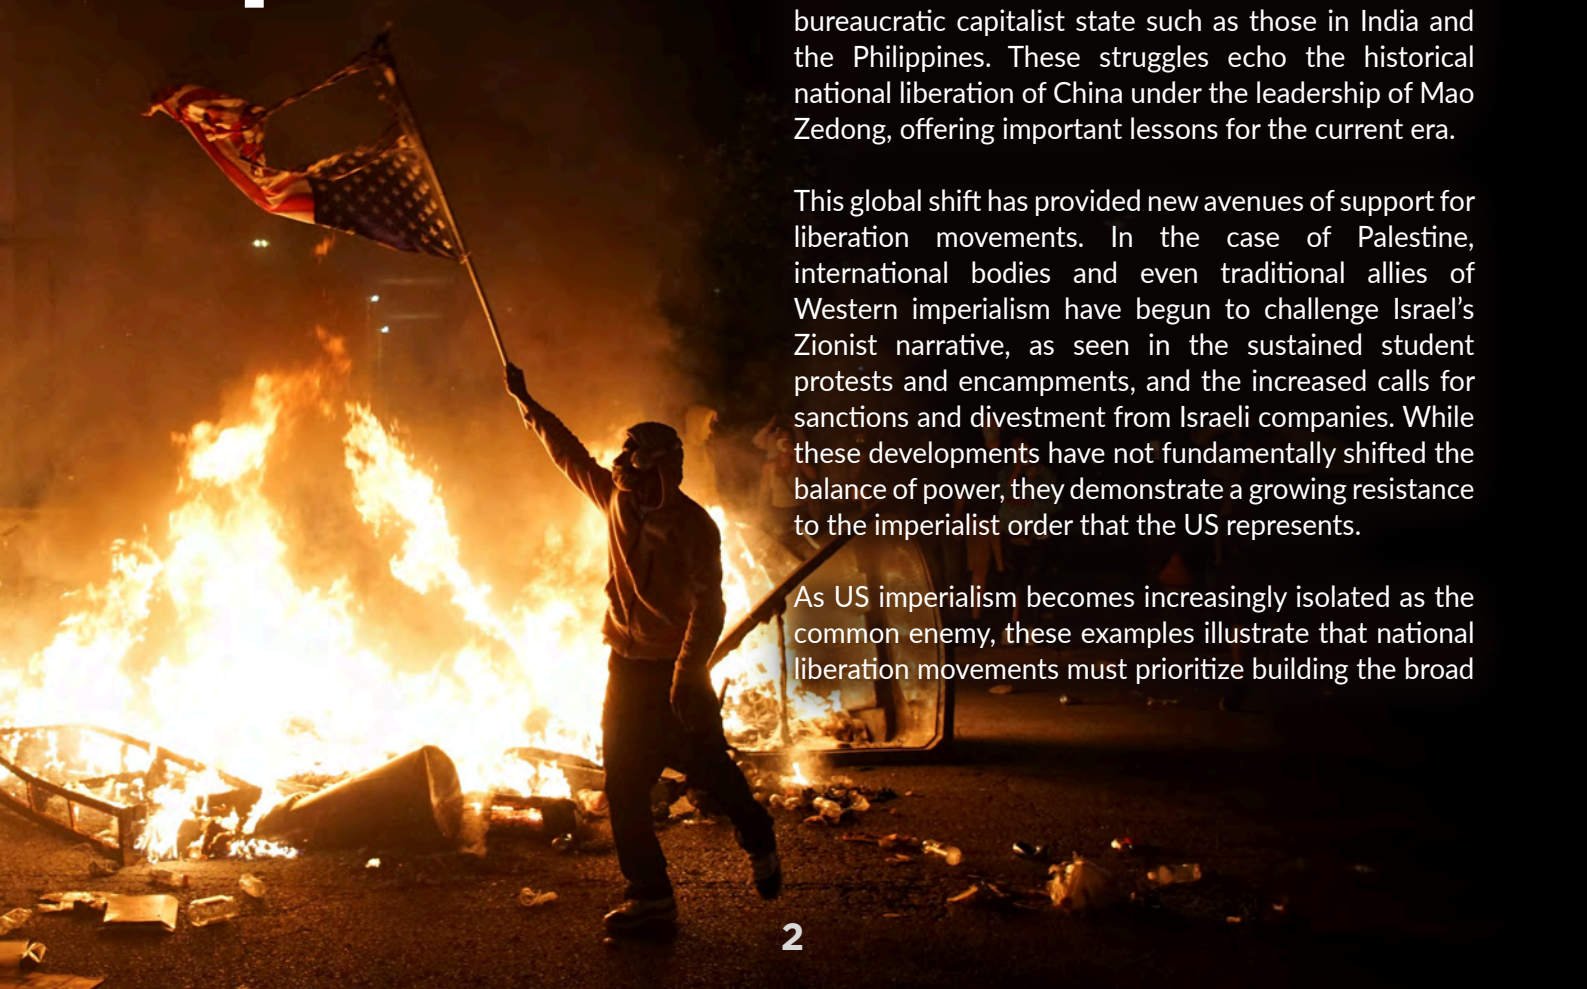 bureaucratic capitalist state such as those in India and
the Philippines. These struggles echo the historical
national liberation of China under the leadership of Mao
Zedong, offering important lessons for the current era.
This global shift has provided new avenues of support for
liberation movements. In the case of Palestine,
international bodies and even traditional allies of
Western imperialism have begun to challenge Israel’s
Zionist narrative, as seen in the sustained student
protests and encampments, and the increased calls for
sanctions and divestment from Israeli companies. While
these developments have not fundamentally shifted the
balance of power, they demonstrate a growing resistance
to the imperialist order that the US represents.
As US imperialism becomes increasingly isolated as the
common enemy, these examples illustrate that national
liberation movements must prioritize building the broad
2